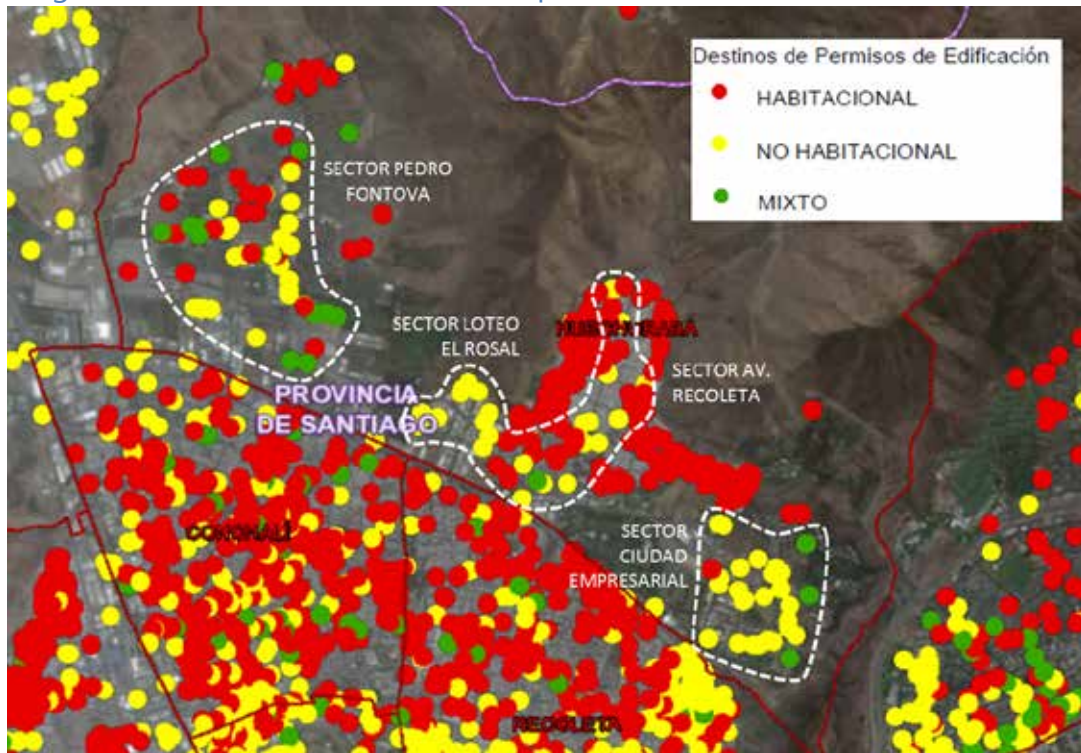 Destinos de Permisos de Edificación
HABITACIONAL
NO HABITACIONAL
MIXTO
SECTOR PEDRO
FONTOVA
SECTOR LOTEO
EL ROSAL
HUECHURABA
SECTOR AV.
RECOLETA
PROVINCIA
DE SANTIAGO
CONCHALÍ
SECTOR
CIUDAD
EMPRESARIAL
RECOLETA